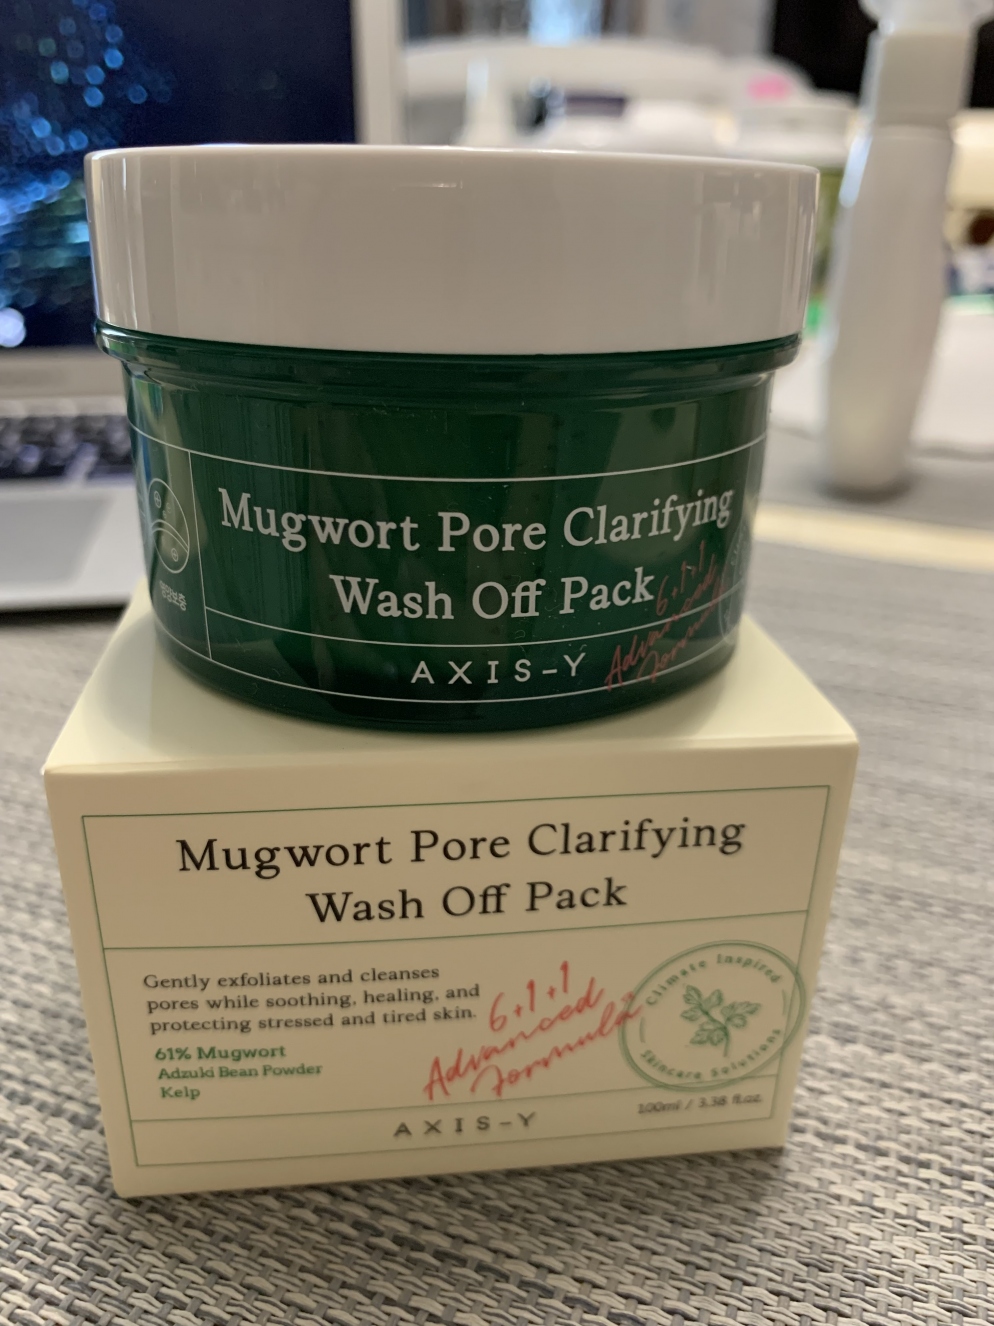 Mugwort Pore Clarifying
Wash Off Pack
6+1+1
Advanced
Formula
AXIS-Y
Mugwort Pore Clarifying
Wash Off Pack
Gently exfoliates and cleanses
pores while soothing, healing, and
protecting stressed and tired skin.
61% Mugwort
Adzuki Bean Powder
Kelp
6+1+1
Advanced
Formula
Climate Inspired
Skincare Solutions
AXIS-Y
100ml / 3.38 fl.oz.